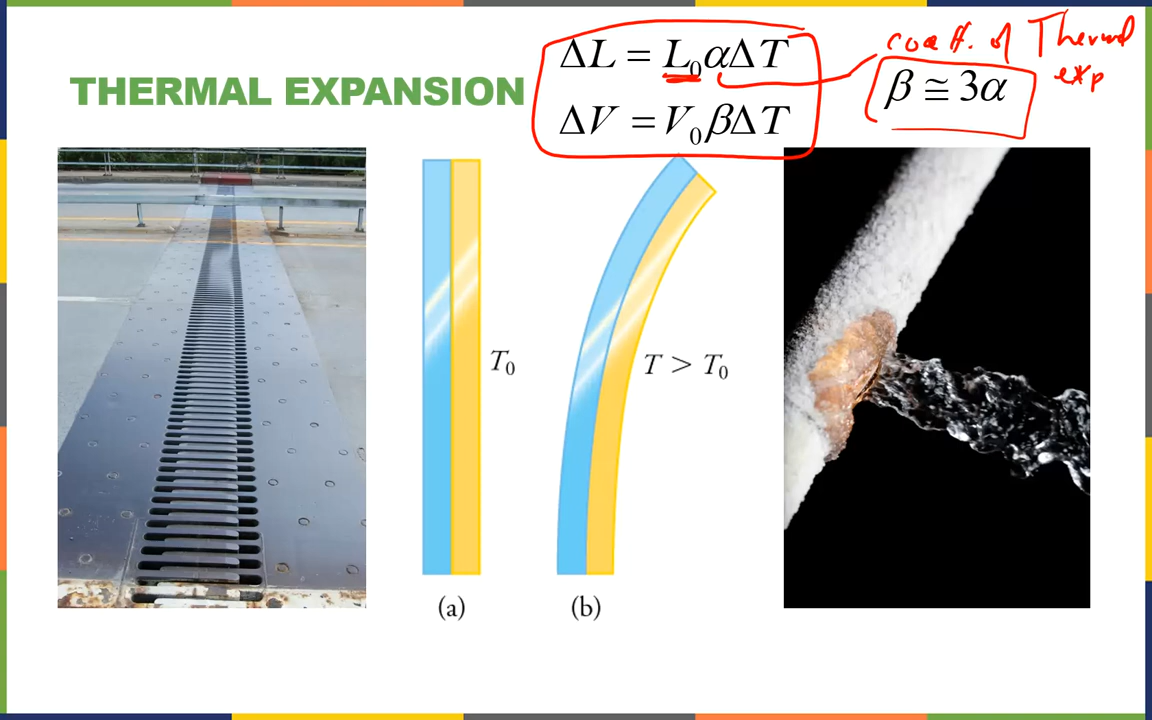 THERMAL EXPANSION
ΔL = L₀αΔT
ΔV = V₀βΔT
coeff. of Thermal
exp
β ≅ 3α
T₀
T > T₀
(a)
(b)